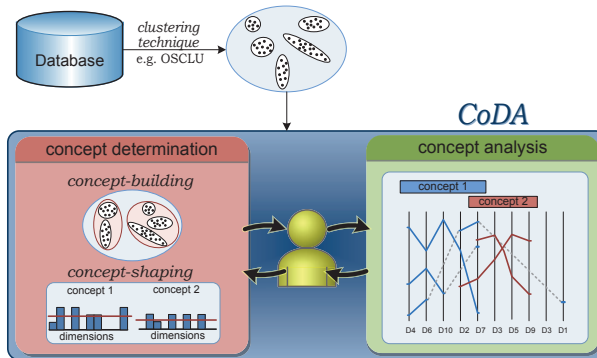 clustering
technique
e.g. OSCLU
Database
CoDA
concept determination
concept-building
concept-shaping
concept 1
concept 2
dimensions
dimensions
concept analysis
concept 1
concept 2
D4 D6 D10 D2 D7 D3 D5 D9 D3 D1